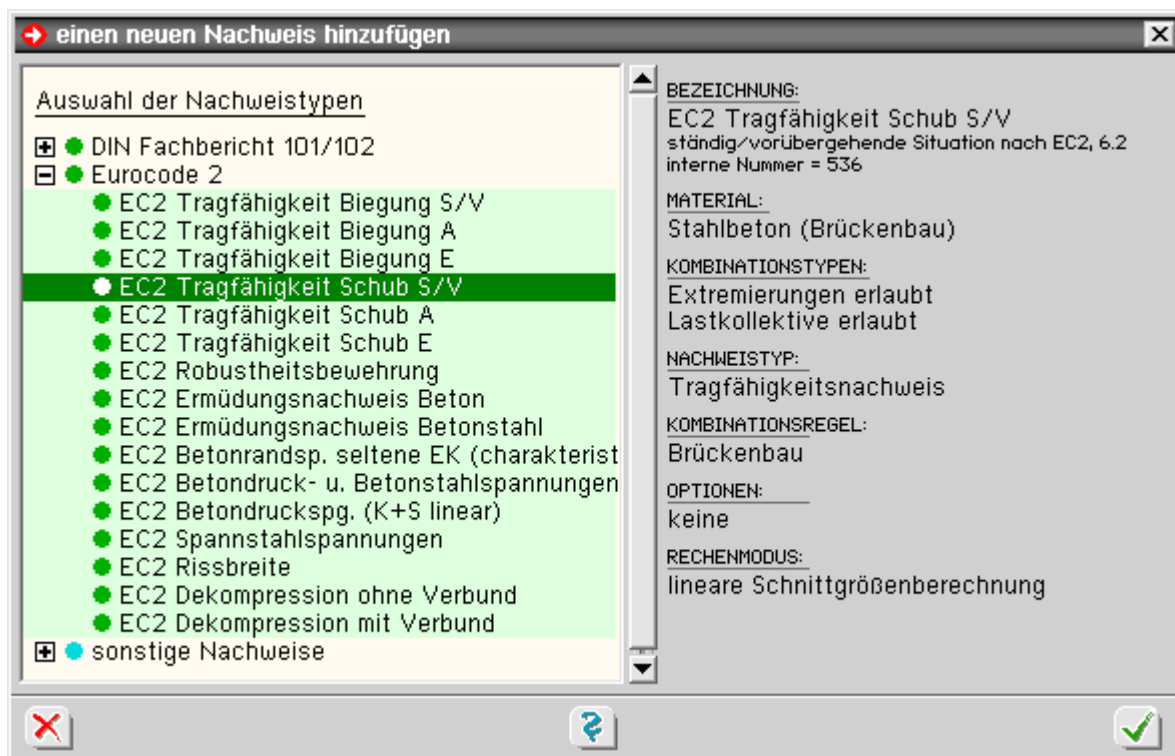 einen neuen Nachweis hinzufügen
Auswahl der Nachweistypen
DIN Fachbericht 101/102
Eurocode 2
EC2 Tragfähigkeit Biegung S/V
EC2 Tragfähigkeit Biegung A
EC2 Tragfähigkeit Biegung E
EC2 Tragfähigkeit Schub S/V
EC2 Tragfähigkeit Schub A
EC2 Tragfähigkeit Schub E
EC2 Robustheitsbewehrung
EC2 Ermüdungsnachweis Beton
EC2 Ermüdungsnachweis Betonstahl
EC2 Betonrandsp. seltene EK (charakterist
EC2 Betondruck- u. Betonstahlspannungen
EC2 Betondruckspg. (K+S linear)
EC2 Spannstahlspannungen
EC2 Rissbreite
EC2 Dekompression ohne Verbund
EC2 Dekompression mit Verbund
sonstige Nachweise
BEZEICHNUNG:
EC2 Tragfähigkeit Schub S/V
ständig/vorübergehende Situation nach EC2, 6.2
interne Nummer = 536
MATERIAL:
Stahlbeton (Brückenbau)
KOMBINATIONSTYPEN:
Extremierungen erlaubt
Lastkollektive erlaubt
NACHWEISTYP:
Tragfähigkeitsnachweis
KOMBINATIONSREGEL:
Brückenbau
OPTIONEN:
keine
RECHENMODUS:
lineare Schnittgrößenberechnung